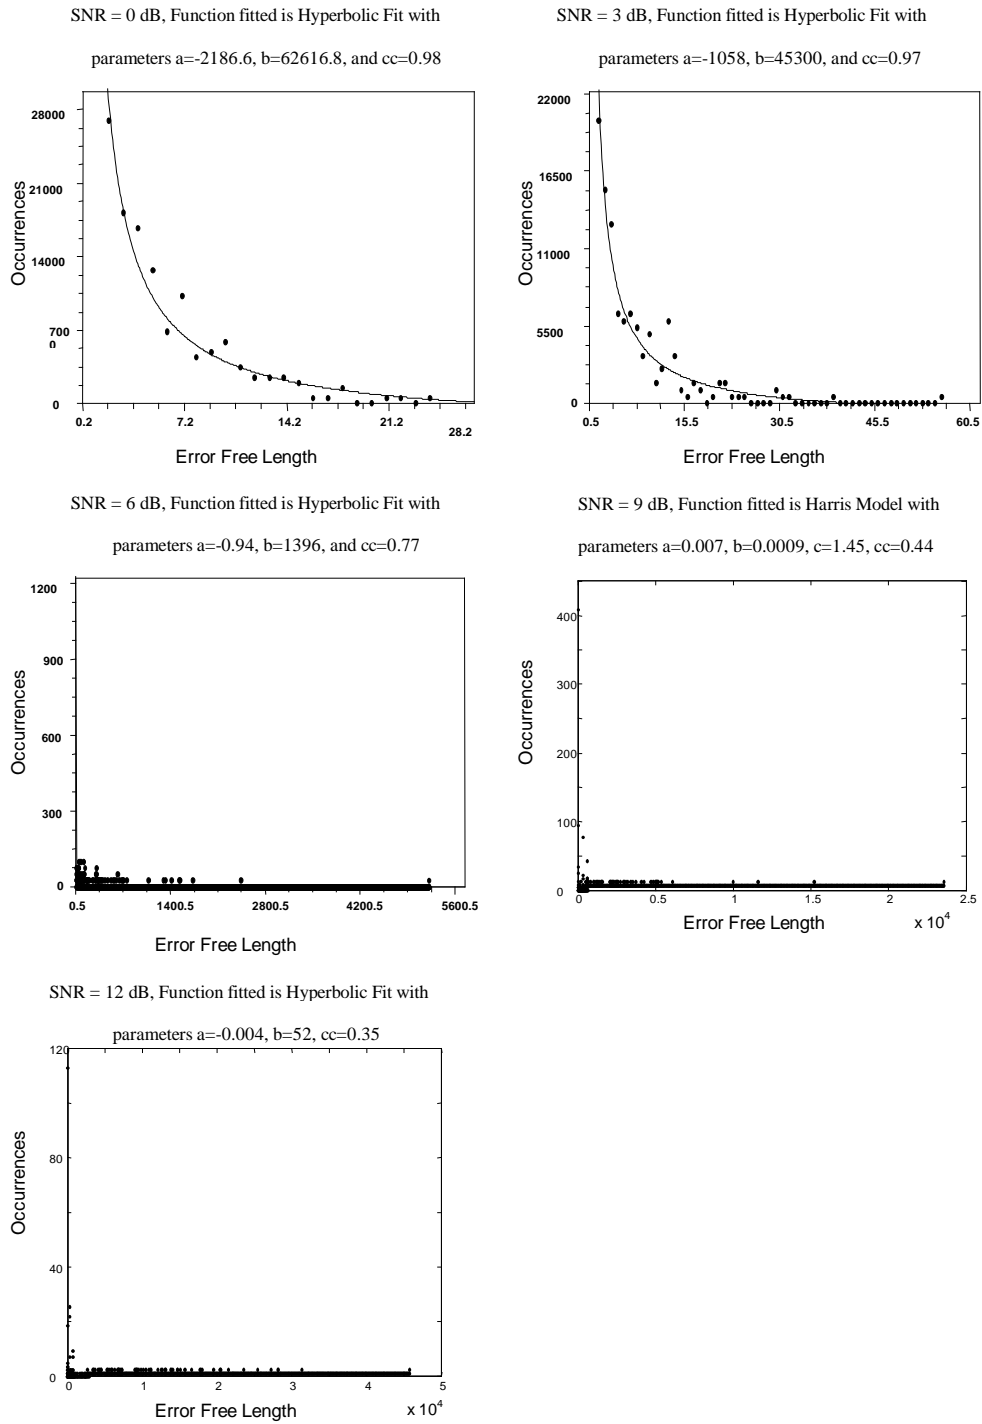 SNR = 0 dB, Function fitted is Hyperbolic Fit with
parameters a=-2186.6, b=62616.8, and cc=0.98
28000
21000
14000
700
0
0
0.2
7.2
14.2
21.2
28.2
Occurrences
Error Free Length
SNR = 3 dB, Function fitted is Hyperbolic Fit with
parameters a=-1058, b=45300, and cc=0.97
22000
16500
11000
5500
0
0.5
15.5
30.5
45.5
60.5
Occurrences
Error Free Length
SNR = 6 dB, Function fitted is Hyperbolic Fit with
parameters a=-0.94, b=1396, and cc=0.77
1200
900
600
300
0
0.5
1400.5
2800.5
4200.5
5600.5
Occurrences
Error Free Length
SNR = 9 dB, Function fitted is Harris Model with
parameters a=0.007, b=0.0009, c=1.45, cc=0.44
400
300
200
100
0
0
0.5
1
1.5
2
2.5
Occurrences
Error Free Length
x 10^4
SNR = 12 dB, Function fitted is Hyperbolic Fit with
parameters a=-0.004, b=52, cc=0.35
120
80
40
0
0
1
2
3
4
5
Occurrences
Error Free Length
x 10^4